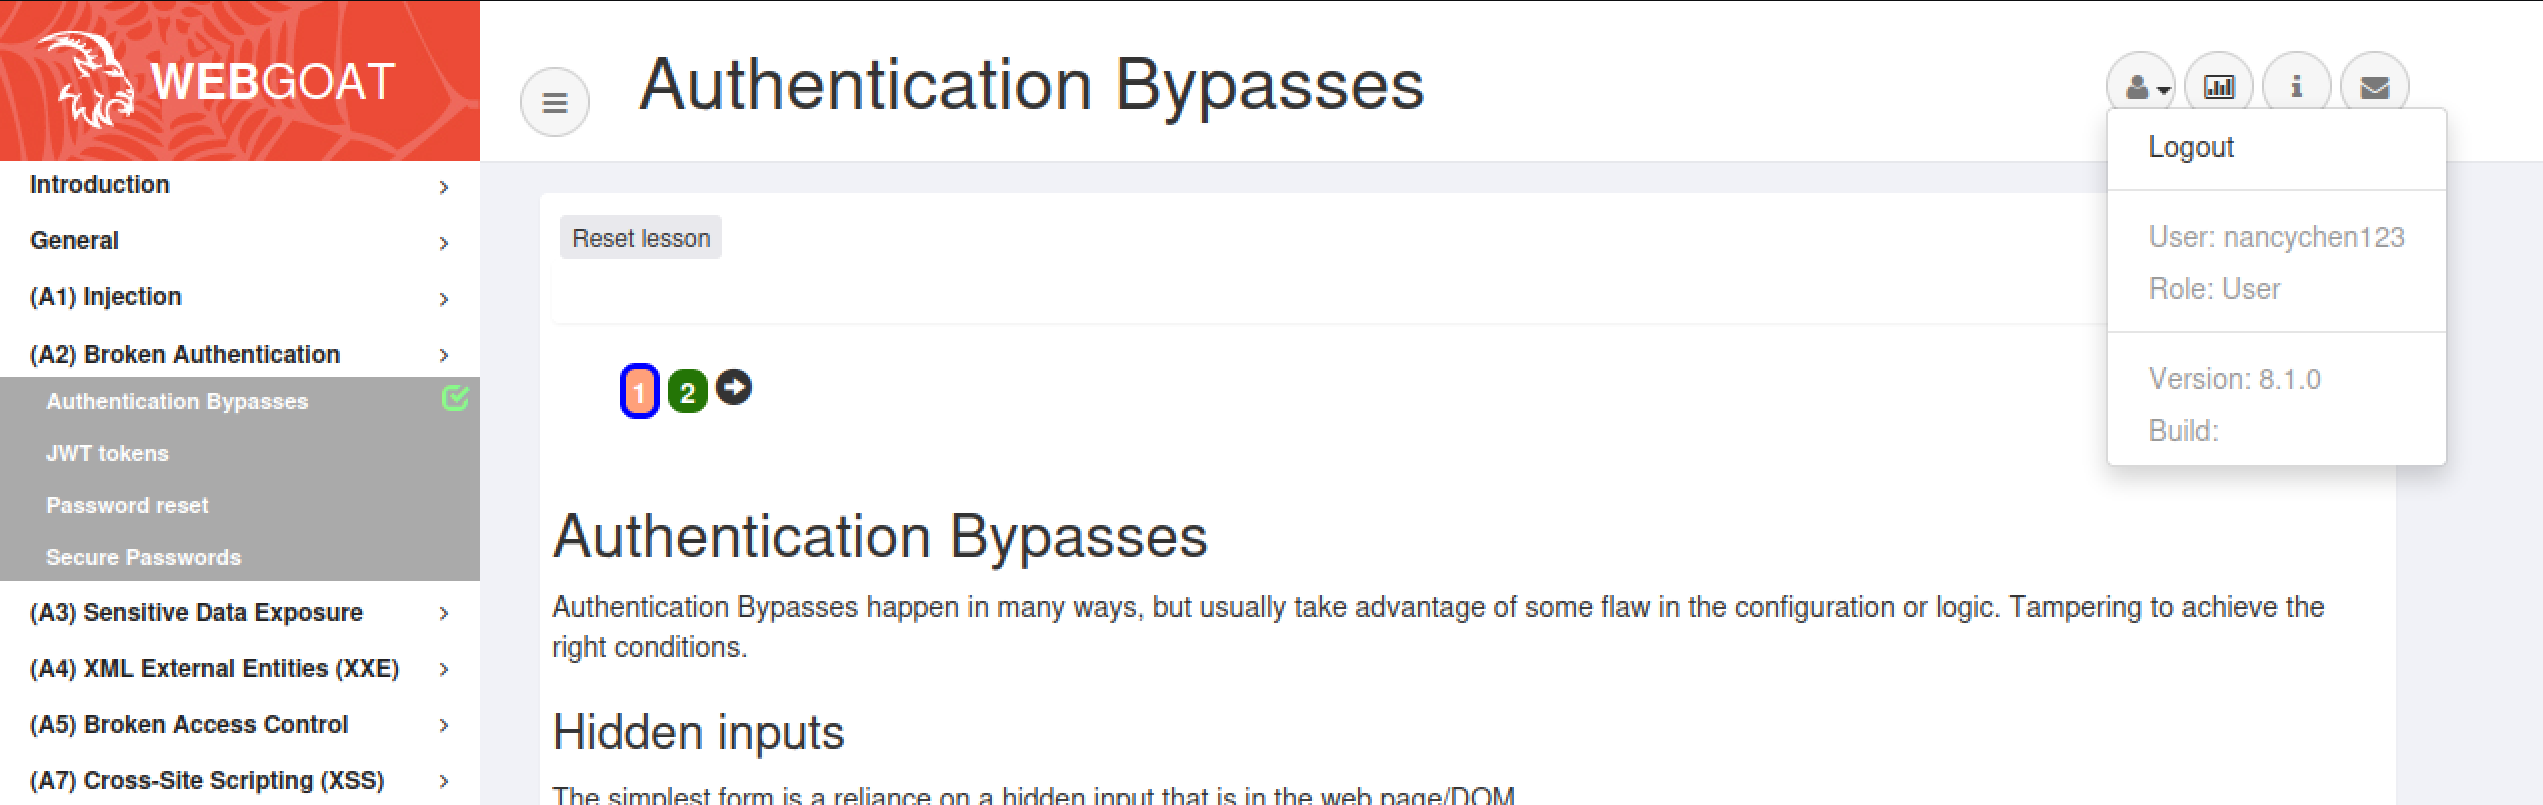 WEBGOAT
Authentication Bypasses
Logout
User: nancychen123
Role: User
Version: 8.1.0
Build:
Introduction
General
(A1) Injection
(A2) Broken Authentication
Authentication Bypasses
JWT tokens
Password reset
Secure Passwords
(A3) Sensitive Data Exposure
(A4) XML External Entities (XXE)
(A5) Broken Access Control
(A7) Cross-Site Scripting (XSS)
Reset lesson
1 2
Authentication Bypasses
Authentication Bypasses happen in many ways, but usually take advantage of some flaw in the configuration or logic. Tampering to achieve the
right conditions.
Hidden inputs
The simplest form is a reliance on a hidden input that is in the web page/DOM.